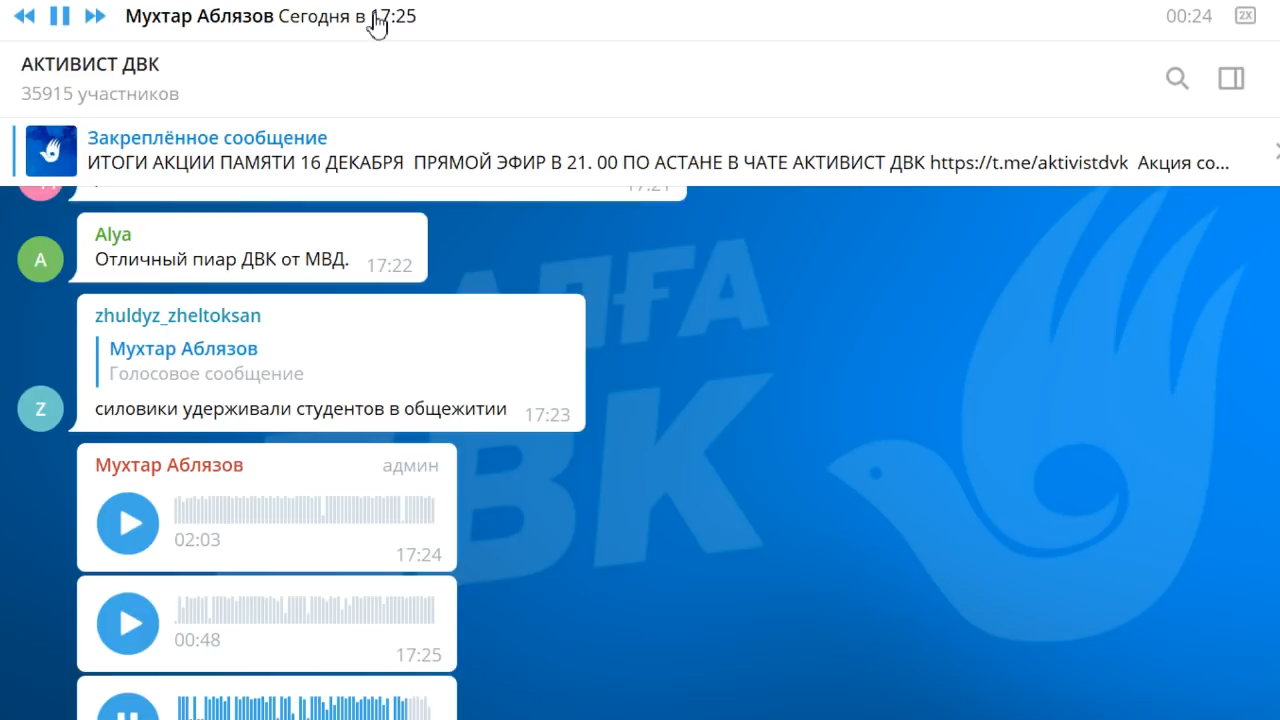 Мухтар Аблязов Сегодня в 17:25
00:24
2X
АКТИВИСТ ДВК
35915 участников
Закреплённое сообщение
ИТОГИ АКЦИИ ПАМЯТИ 16 ДЕКАБРЯ ПРЯМОЙ ЭФИР В 21. 00 ПО АСТАНЕ В ЧАТЕ АКТИВИСТ ДВК https://t.me/aktivistdvk Акция со...
17:21
Alya
A
Отличный пиар ДВК от МВД.
17:22
zhuldyz_zheltoksan
Мухтар Аблязов
Голосовое сообщение
Z
силовики удерживали студентов в общежитии
17:23
Мухтар Аблязов
админ
02:03
17:24
00:48
17:25
АЛҒА
ДВК